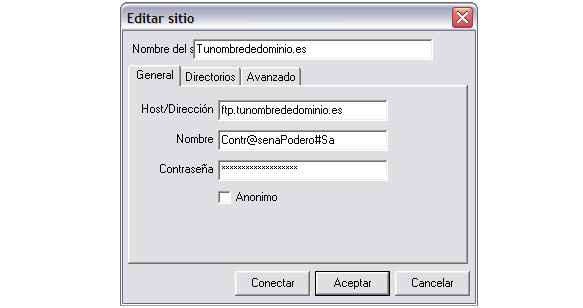 Editar sitio
Nombre del s Tunombrededominio.es
General Directorios Avanzado
Host/Dirección ftp.tunombrededominio.es
Nombre Contr@senaPodero#Sa
Contraseña ******************
Anonimo
Conectar Aceptar Cancelar